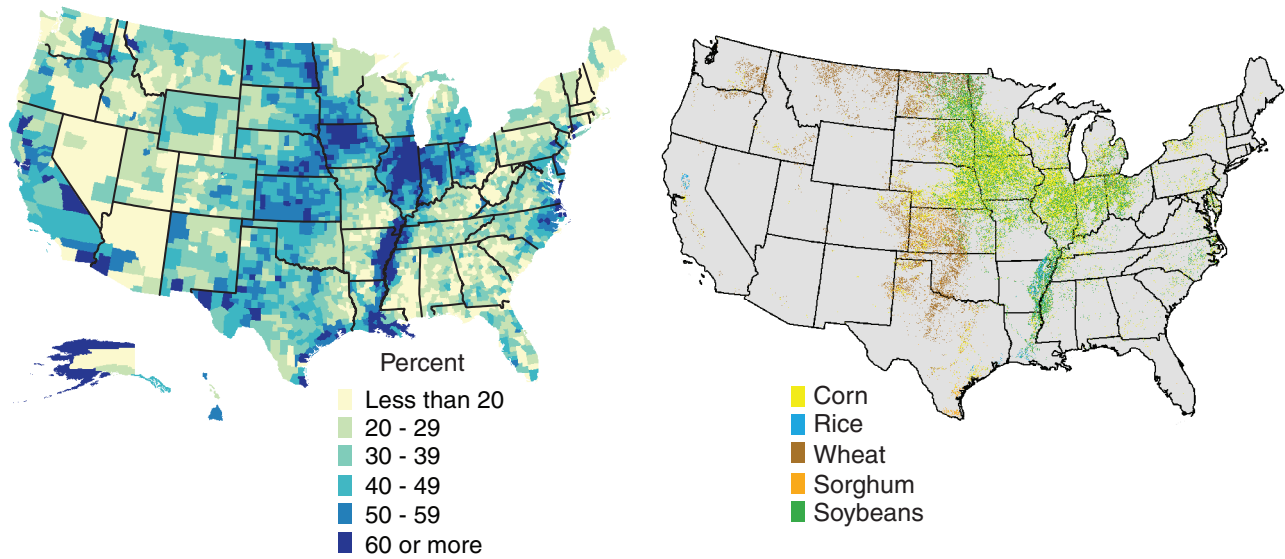 Percent
Less than 20
20 - 29
30 - 39
40 - 49
50 - 59
60 or more
Corn
Rice
Wheat
Sorghum
Soybeans